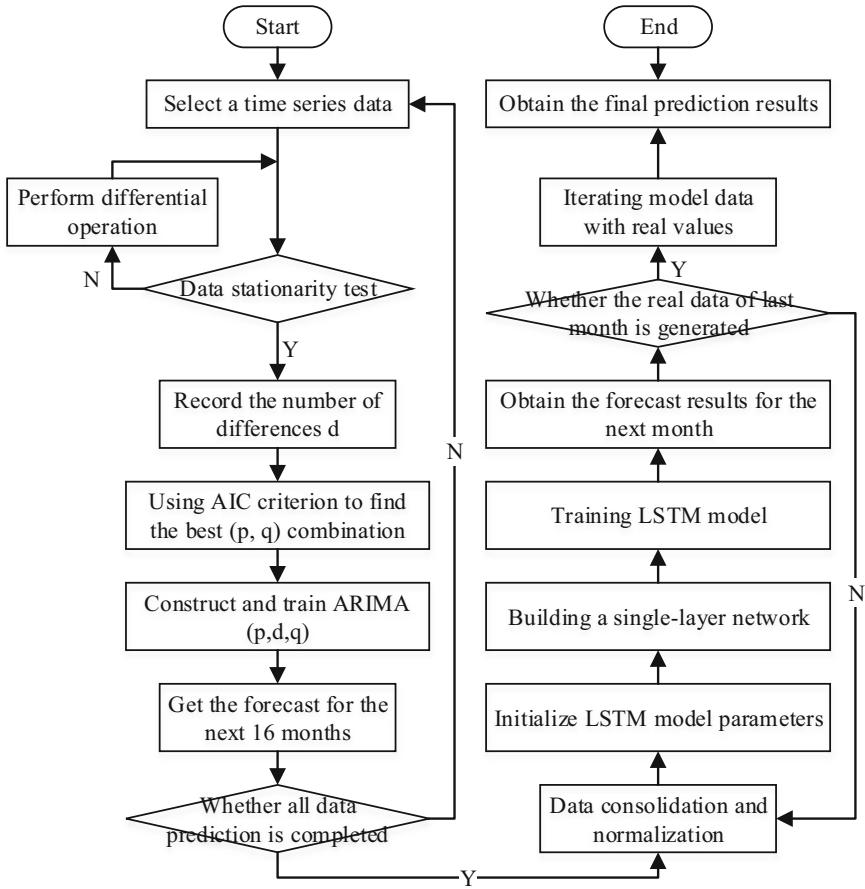 Start
Select a time series data
Perform differential
operation
N
Data stationarity test
Y
Record the number of
differences d
Using AIC criterion to find
the best (p, q) combination
Construct and train ARIMA
(p,d,q)
Get the forecast for the
next 16 months
Whether all data
prediction is completed
N
Y
End
Obtain the final prediction results
Iterating model data
with real values
Y
Whether the real data of last
month is generated
Obtain the forecast results for the
next month
Training LSTM model
N
Building a single-layer network
Initialize LSTM model parameters
Data consolidation and
normalization